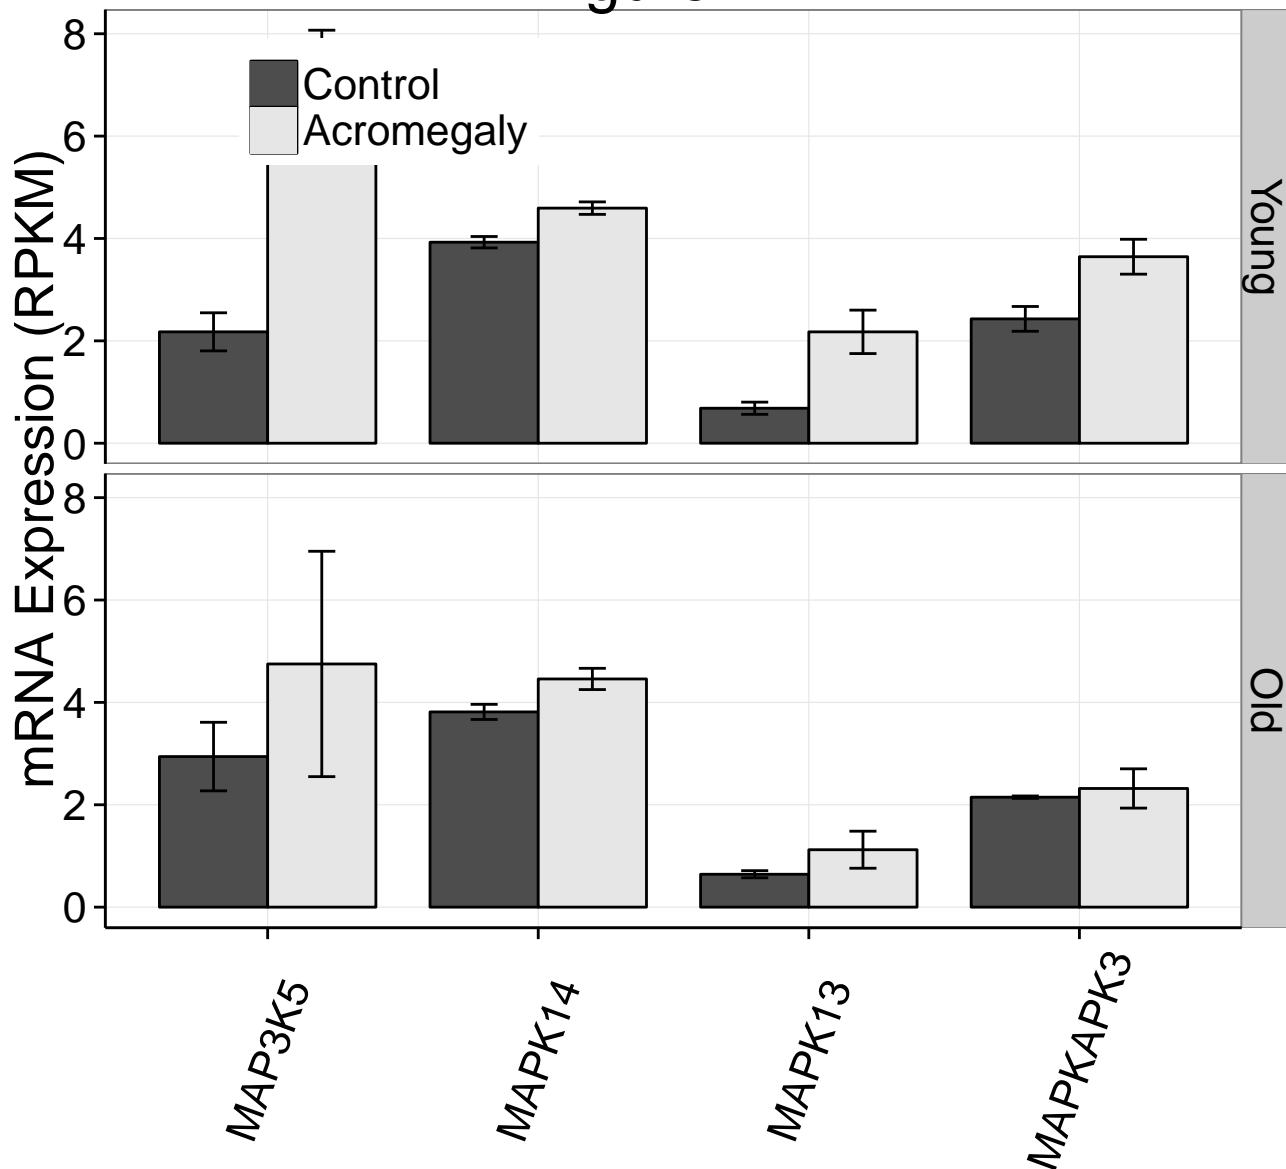 8
6
4
2
0
Control
Acromegaly
Young
mRNA Expression (RPKM)
8
6
4
2
0
Old
MAP3K5
MAPK14
MAPK13
MAPKAPK3